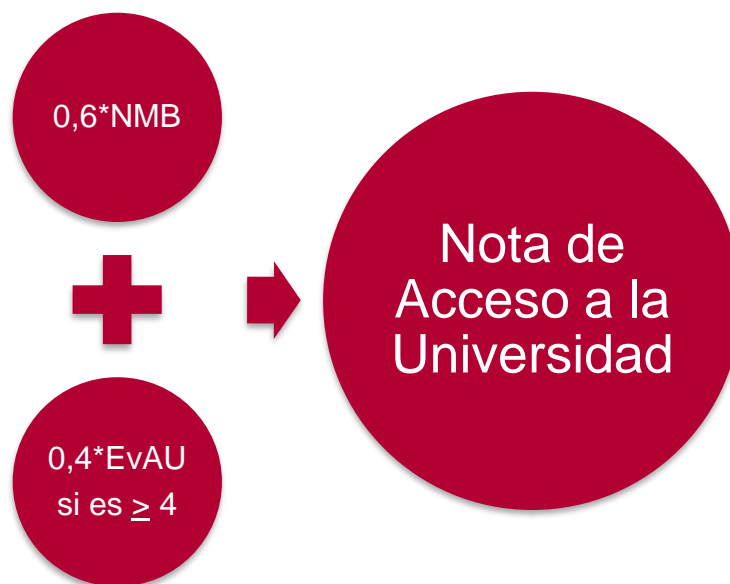 0,6*NMB
0,4*EvAU
si es ≥ 4
Nota de
Acceso a la
Universidad